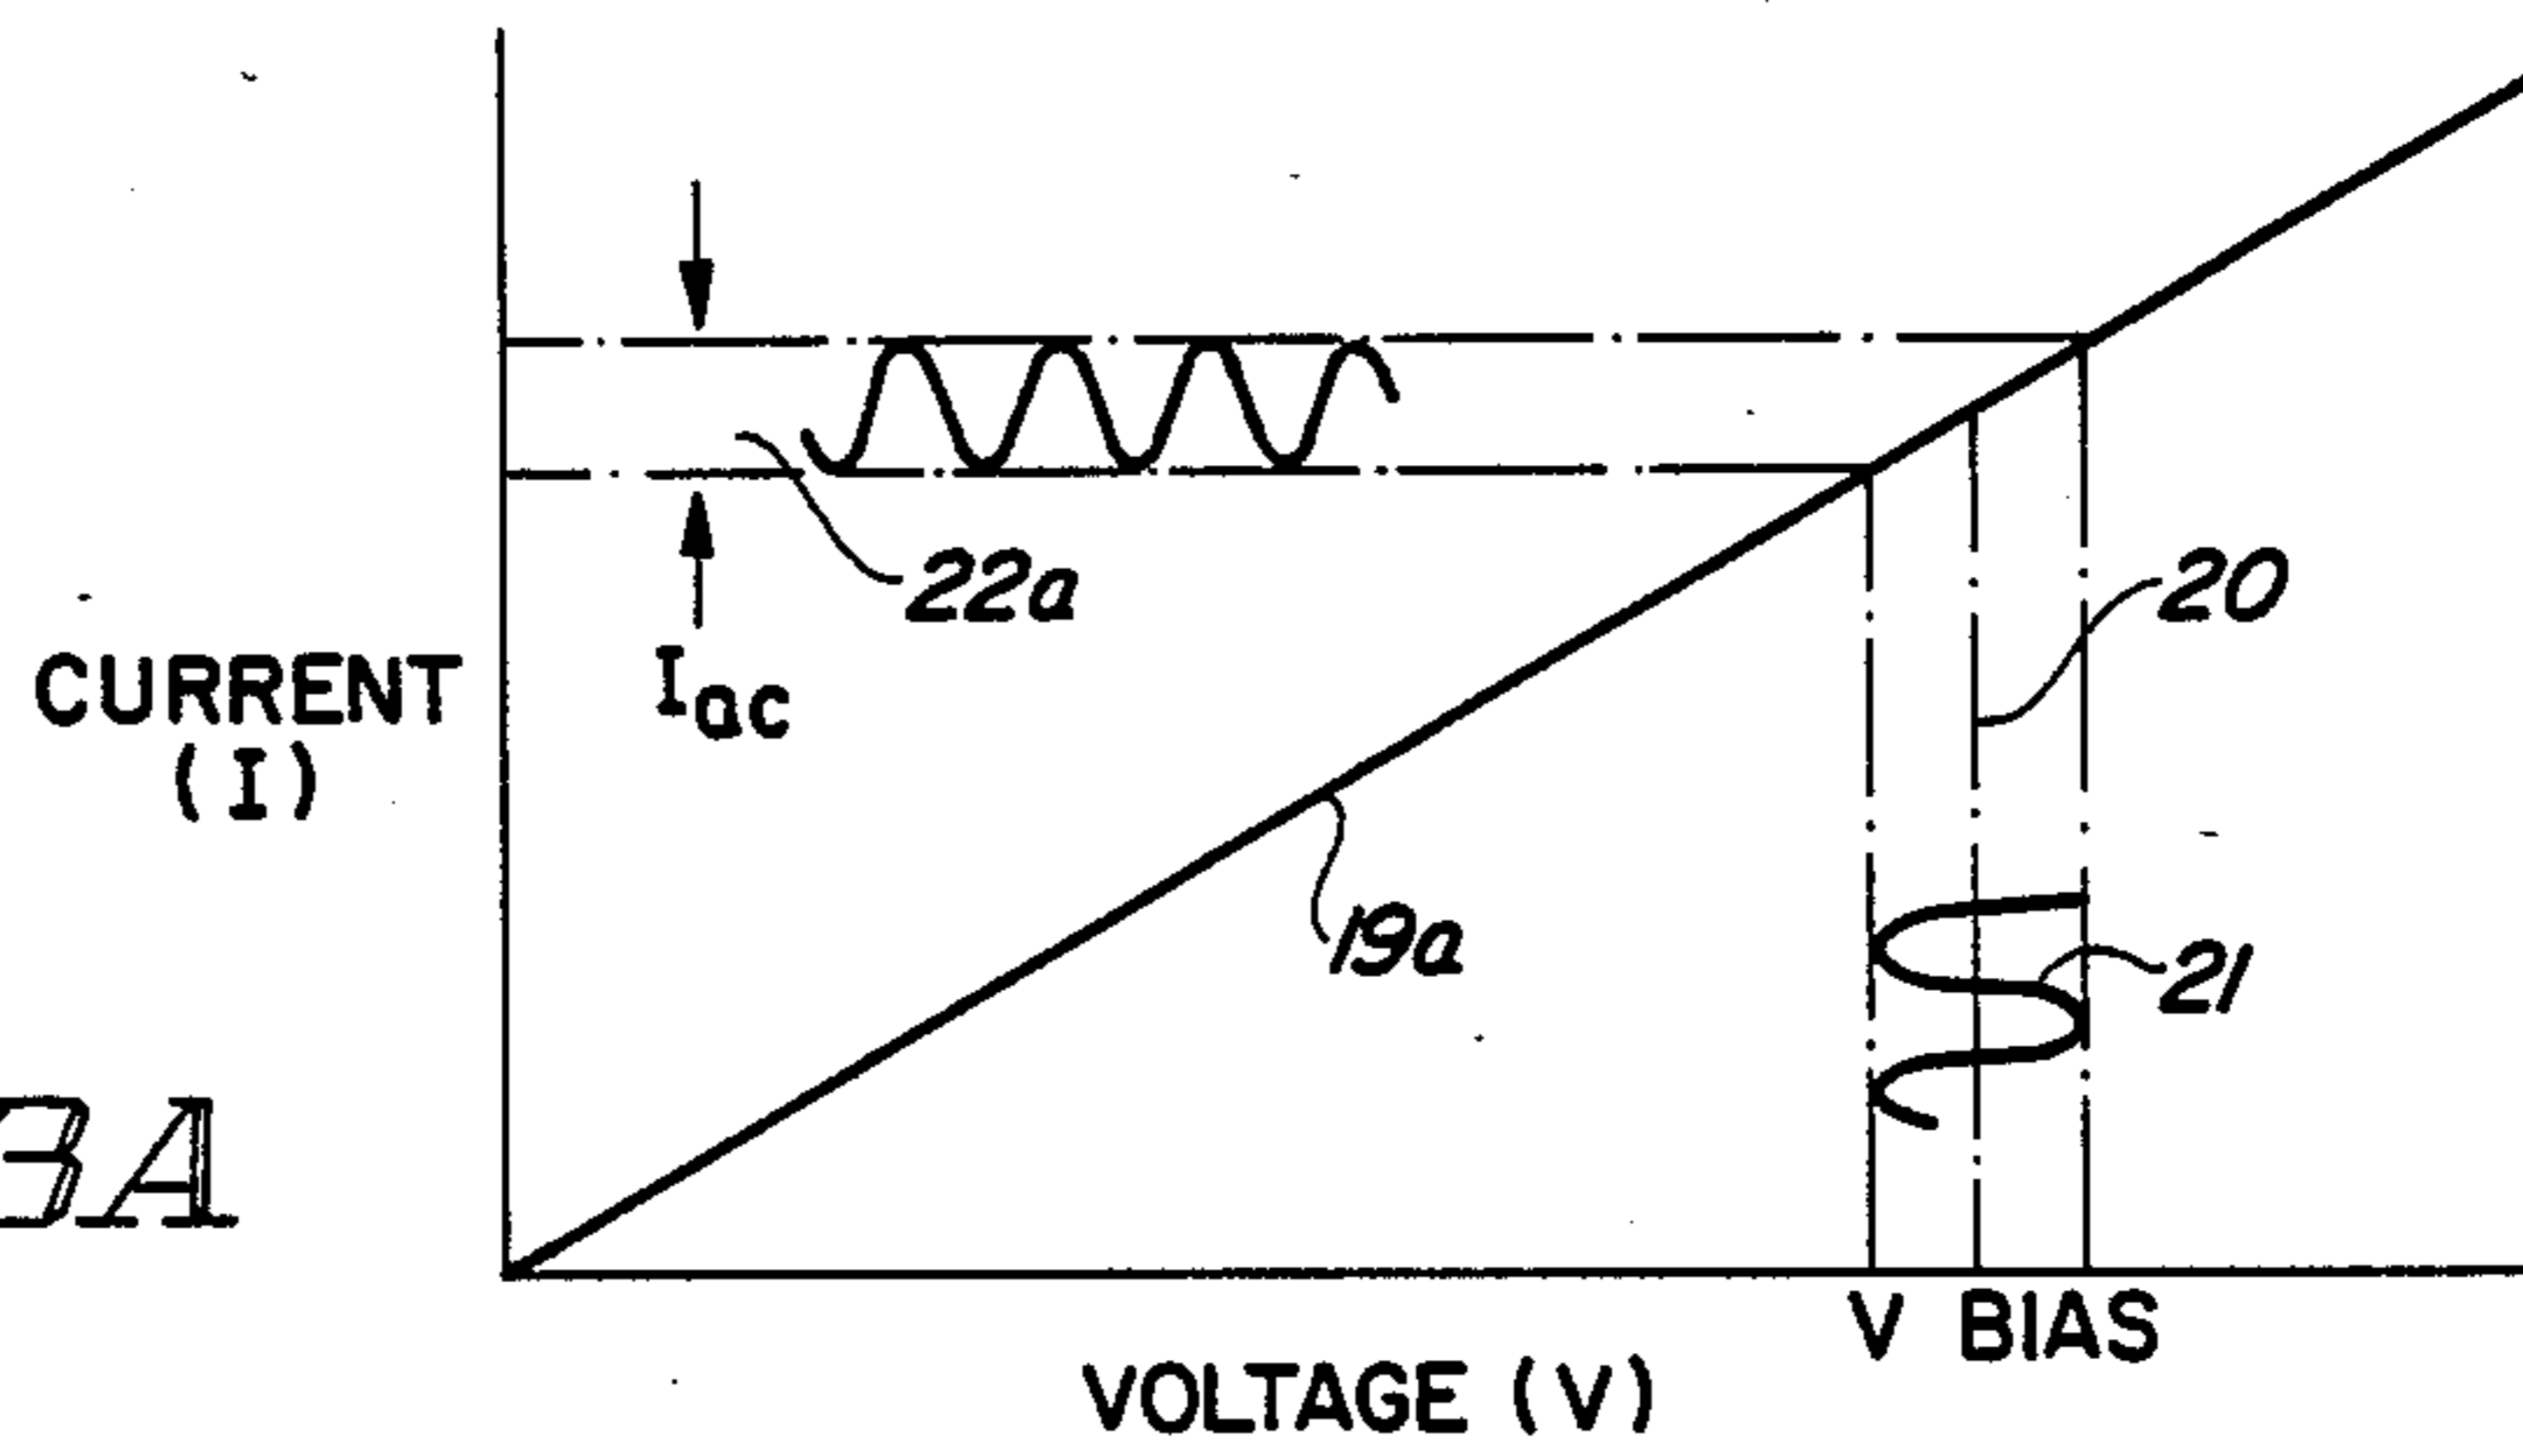 22a
20
CURRENT
(I)
Iac
19a
21
3A
V BIAS
VOLTAGE (V)